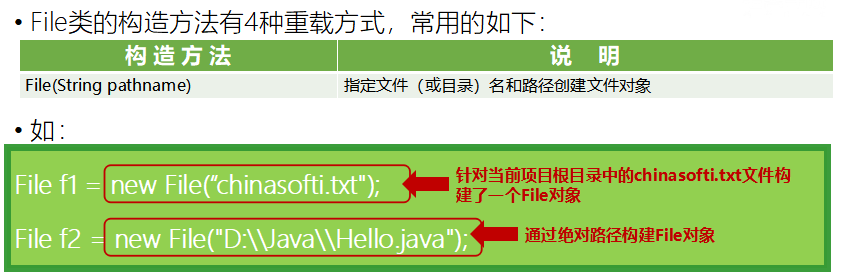 • File类的构造方法有4种重载方式，常用的如下：
构 造 方 法 说 明
File(String pathname) 指定文件（或目录）名和路径创建文件对象
• 如：
File f1 = new File(“chinasofti.txt");
针对当前项目根目录中的chinasofti.txt文件构
建了一个File对象
File f2 = new File("D:\\Java\\Hello.java");
通过绝对路径构建File对象